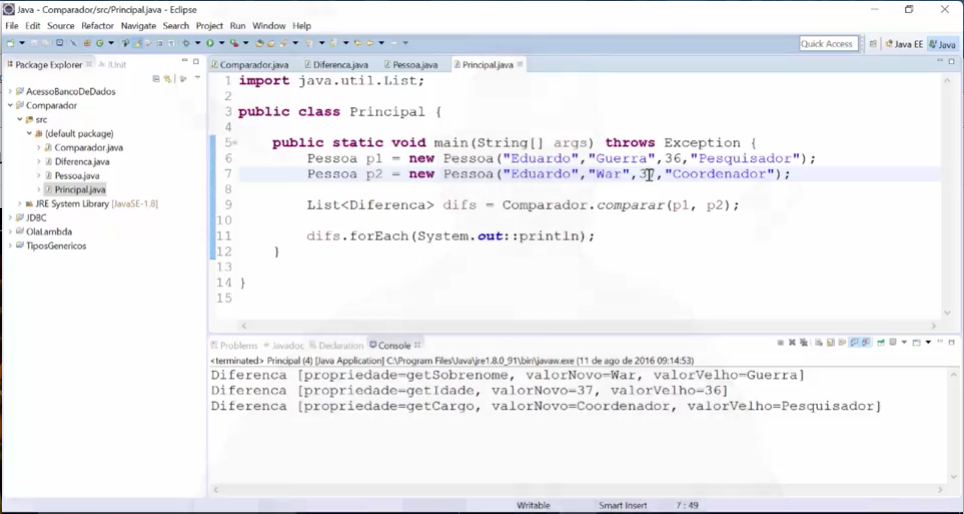 Java - Comparador/src/Principal.java - Eclipse
File Edit Source Refactor Navigate Search Project Run Window Help
Quick Access Java EE Java
Package Explorer JUnit
AcessoBancoDeDados
Comparador
src
(default package)
Comparador.java
Diferenca.java
Pessoa.java
Principal.java
JRE System Library [JavaSE-1.8]
JDBC
OlaLambda
TiposGenericos
Comparador.java Diferenca.java Pessoa.java Principal.java
1 import java.util.List;
2
3 public class Principal {
4
5 public static void main(String[] args) throws Exception {
6 Pessoa p1 = new Pessoa("Eduardo","Guerra",36,"Pesquisador");
7 Pessoa p2 = new Pessoa("Eduardo","War",37,"Coordenador");
8
9 List<Diferenca> difs = Comparador.comparar(p1, p2);
10
11 difs.forEach(System.out::println);
12 }
13
14 }
15
Problems Javadoc Declaration Console
<terminated> Principal (4) [Java Application] C:\Program Files\Java\jre1.8.0_91\bin\javaw.exe (11 de ago de 2016 09:14:53)
Diferenca [propriedade=getSobrenome, valorNovo=War, valorVelho=Guerra]
Diferenca [propriedade=getIdade, valorNovo=37, valorVelho=36]
Diferenca [propriedade=getCargo, valorNovo=Coordenador, valorVelho=Pesquisador]
Writable Smart Insert 7 : 49